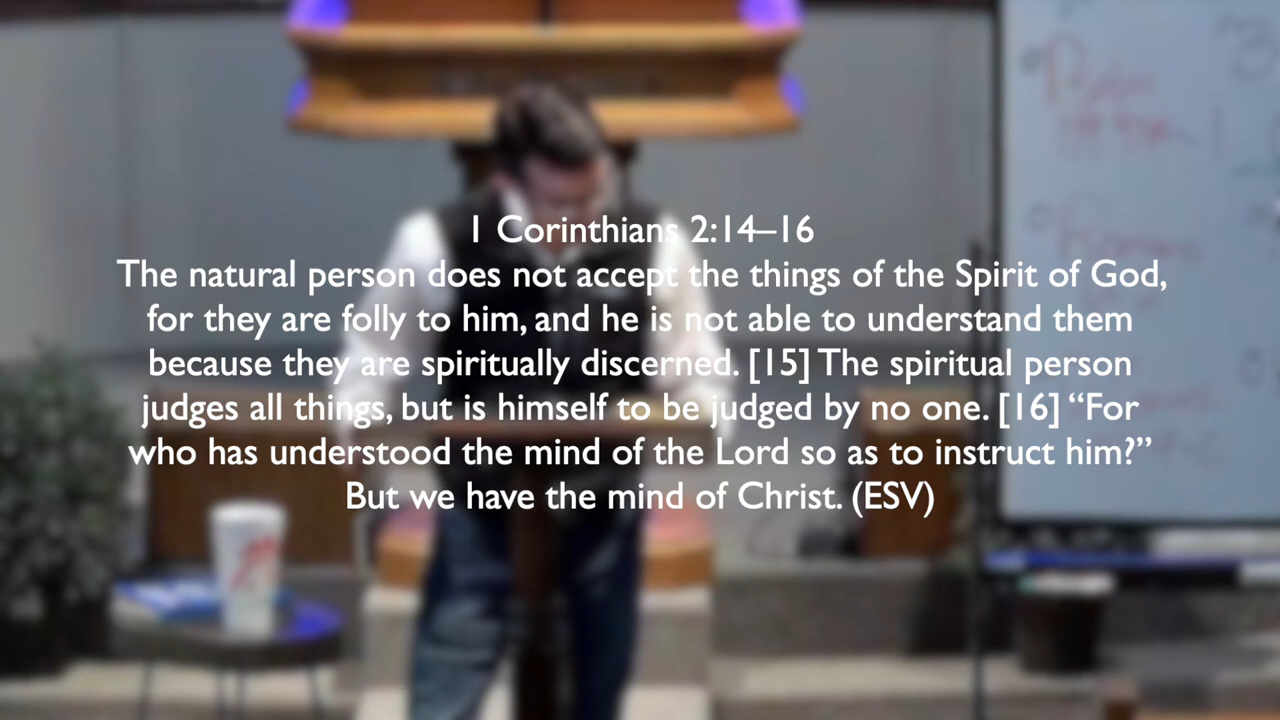 1 Corinthians 2:14–16
The natural person does not accept the things of the Spirit of God,
for they are folly to him, and he is not able to understand them
because they are spiritually discerned. [15] The spiritual person
judges all things, but is himself to be judged by no one. [16] “For
who has understood the mind of the Lord so as to instruct him?”
But we have the mind of Christ. (ESV)